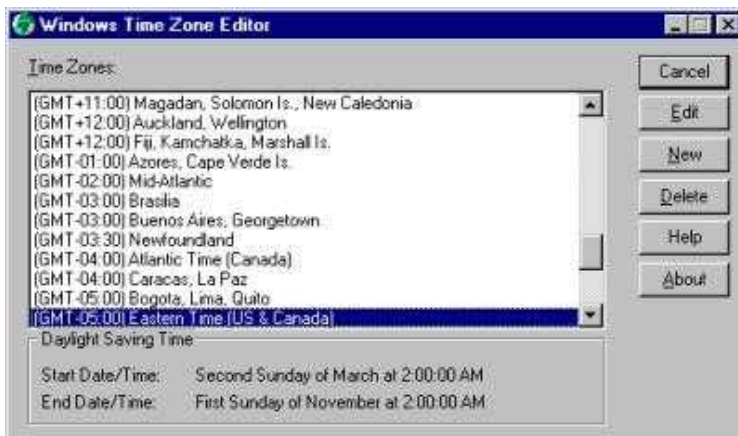 Windows Time Zone Editor
Time Zones:
(GMT+11:00) Magadan, Solomon Is., New Caledonia
(GMT+12:00) Auckland, Wellington
(GMT+12:00) Fiji, Kamchatka, Marshall Is.
(GMT-01:00) Azores, Cape Verde Is.
(GMT-02:00) Mid-Atlantic
(GMT-03:00) Brasilia
(GMT-03:00) Buenos Aires, Georgetown
(GMT-03:30) Newfoundland
(GMT-04:00) Atlantic Time (Canada)
(GMT-04:00) Caracas, La Paz
(GMT-05:00) Bogota, Lima, Quito
(GMT-05:00) Eastern Time (US & Canada)
Cancel
Edit
New
Delete
Help
About
Daylight Saving Time
Start Date/Time: Second Sunday of March at 2:00:00 AM
End Date/Time: First Sunday of November at 2:00:00 AM